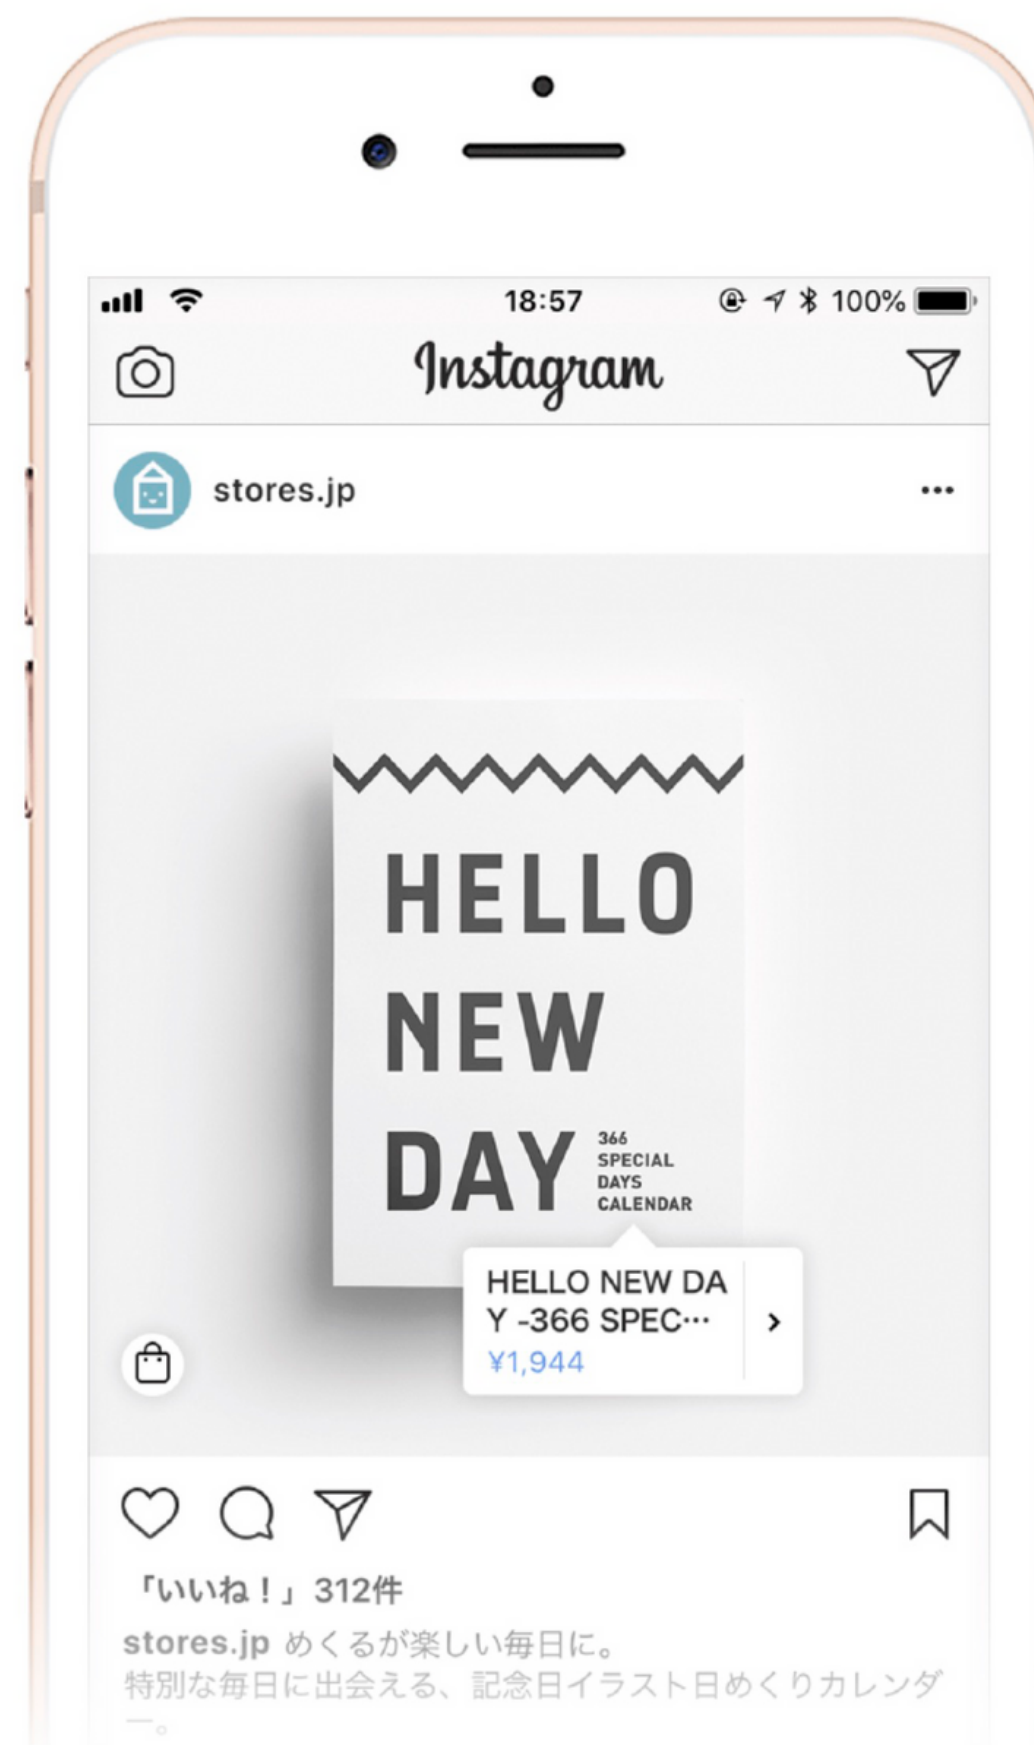 18:57
100%
Instagram
stores.jp
HELLO
NEW
DAY
366
SPECIAL
DAYS
CALENDAR
HELLO NEW DA
Y -366 SPEC…
¥1,944
「いいね！」312件
stores.jp めくるが楽しい毎日に。
特別な毎日に出会える、記念日イラスト日めくりカレンダ
ー。